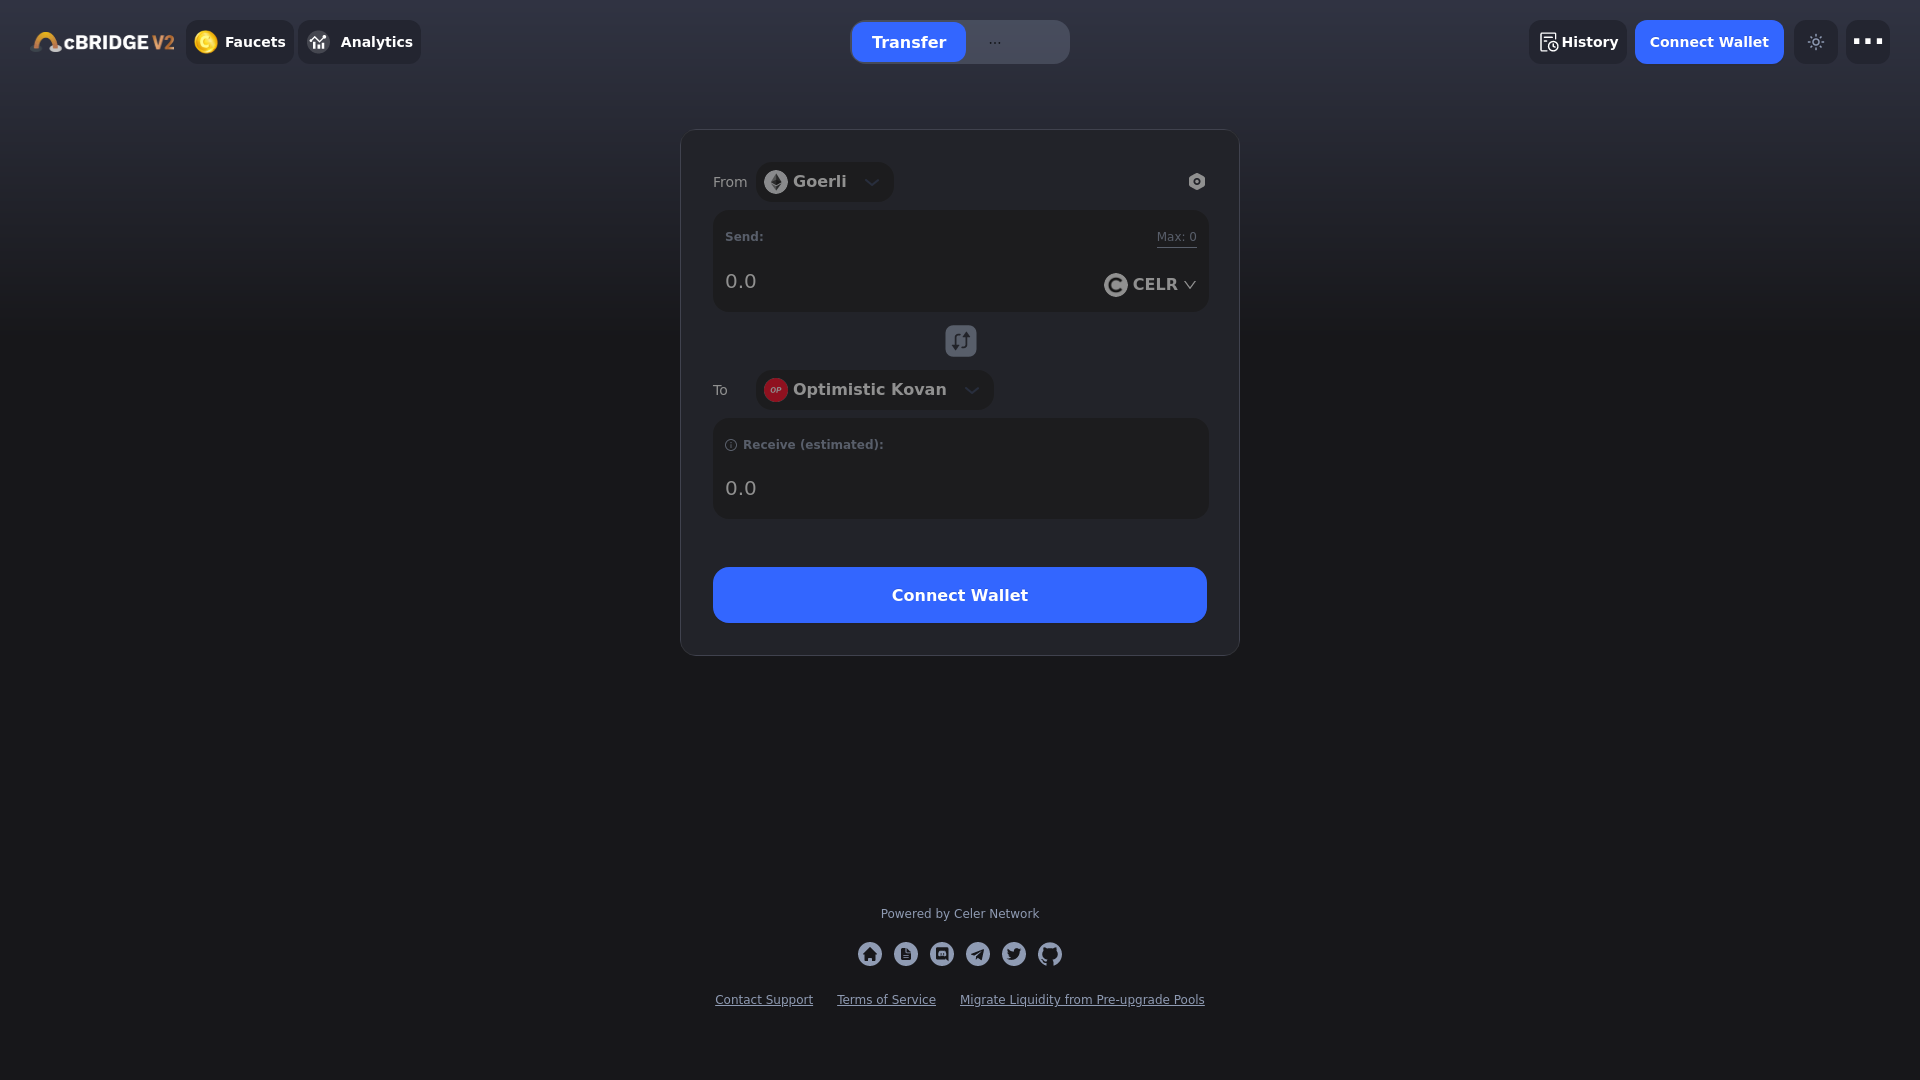 cBRIDGE V2
Faucets
Analytics
Transfer
...
History
Connect Wallet
From
Goerli
Send:
Max: 0
0.0
CELR
To
OP
Optimistic Kovan
Receive (estimated):
0.0
Connect Wallet
Powered by Celer Network
Contact Support
Terms of Service
Migrate Liquidity from Pre-upgrade Pools